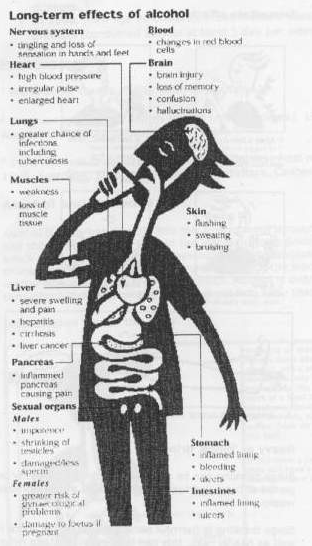 Long-term effects of alcohol
Nervous system
• tingling and loss of
sensation in hands and feet
Heart
• high blood pressure
• irregular pulse
• enlarged heart
Lungs
• greater chance of
infections
including
tuberculosis
Muscles
• weakness
• loss of
muscle
tissue
Liver
• severe swelling
and pain
• hepatitis
• cirrhosis
• liver cancer
Pancreas
• inflammed
pancreas
causing pain
Sexual organs
Males
• impotence
• shrinking of
testicles
• damaged/less
sperm
Females
• greater risk of
gynaecological
problems
• damage to foetus if
pregnant
Blood
• changes in red blood
cells
Brain
• brain injury
• loss of memory
• confusion
• hallucinations
Skin
• flushing
• sweating
• bruising
Stomach
• inflamed lining
• bleeding
• ulcers
Intestines
• inflamed lining
• ulcers